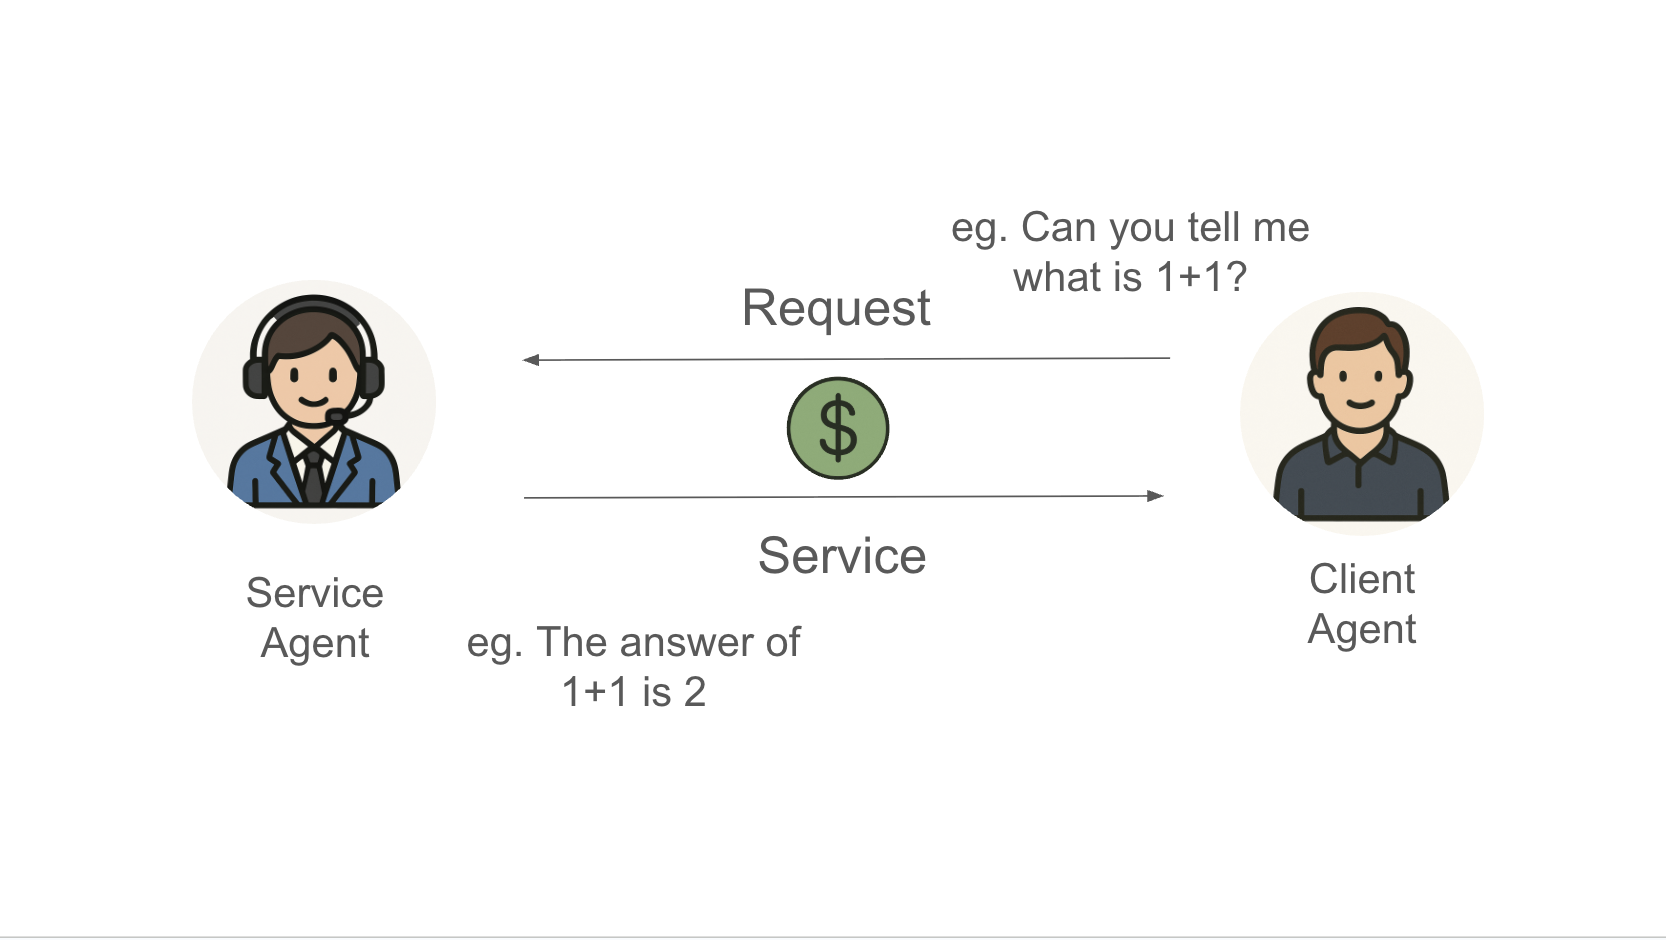 eg. Can you tell me
what is 1+1?
Request
$
Service
Service
Agent
Client
Agent
eg. The answer of
1+1 is 2